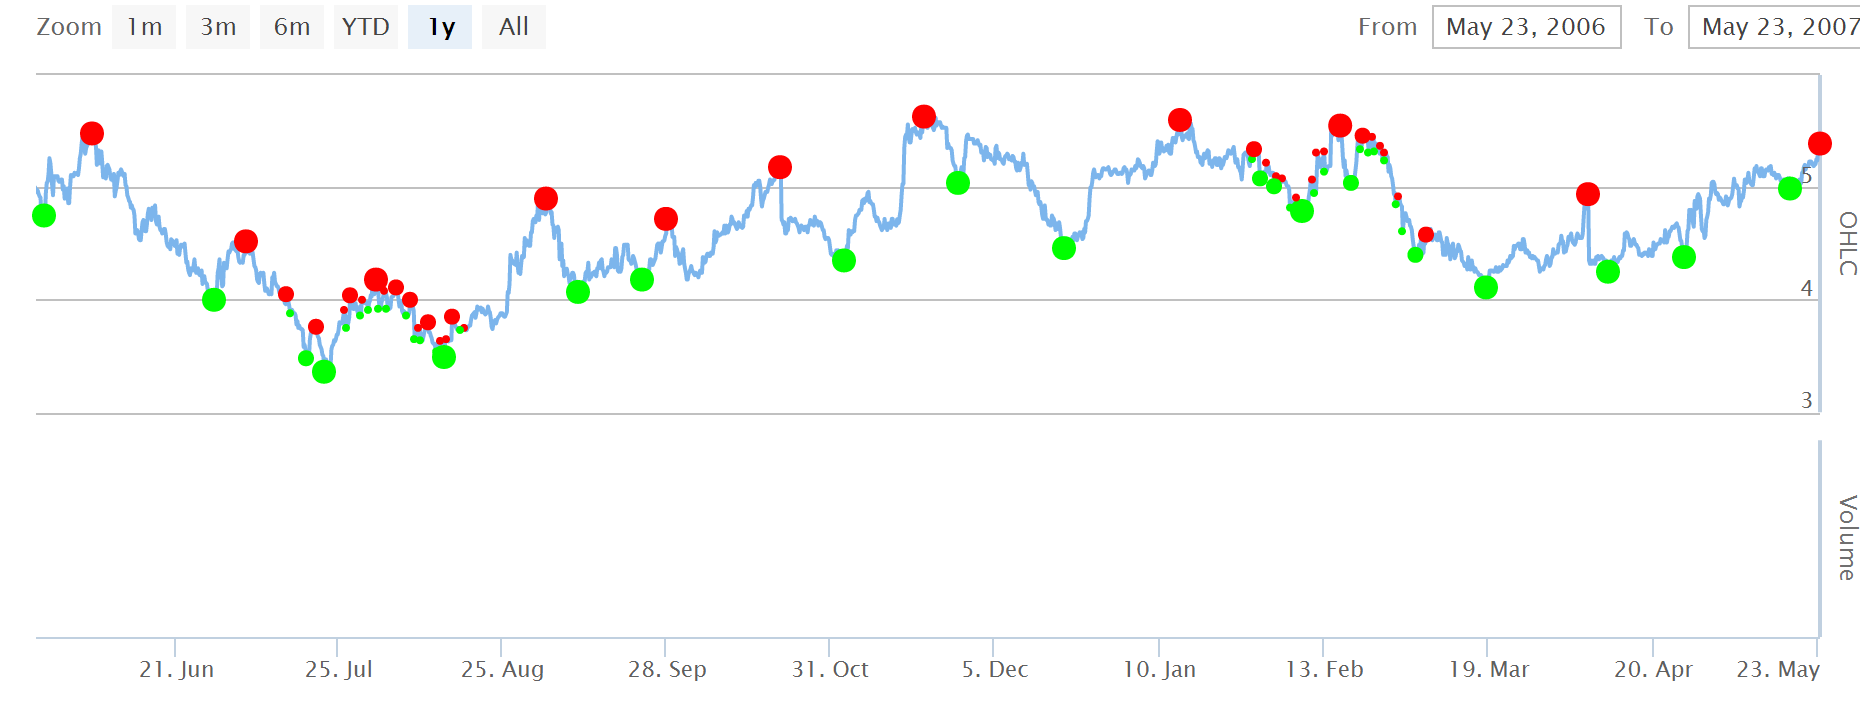 Zoom 1m 3m 6m YTD 1y All From May 23, 2006 To May 23, 2007
5
4
3
OHLC
Volume
21. Jun 25. Jul 25. Aug 28. Sep 31. Oct 5. Dec 10. Jan 13. Feb 19. Mar 20. Apr 23. May